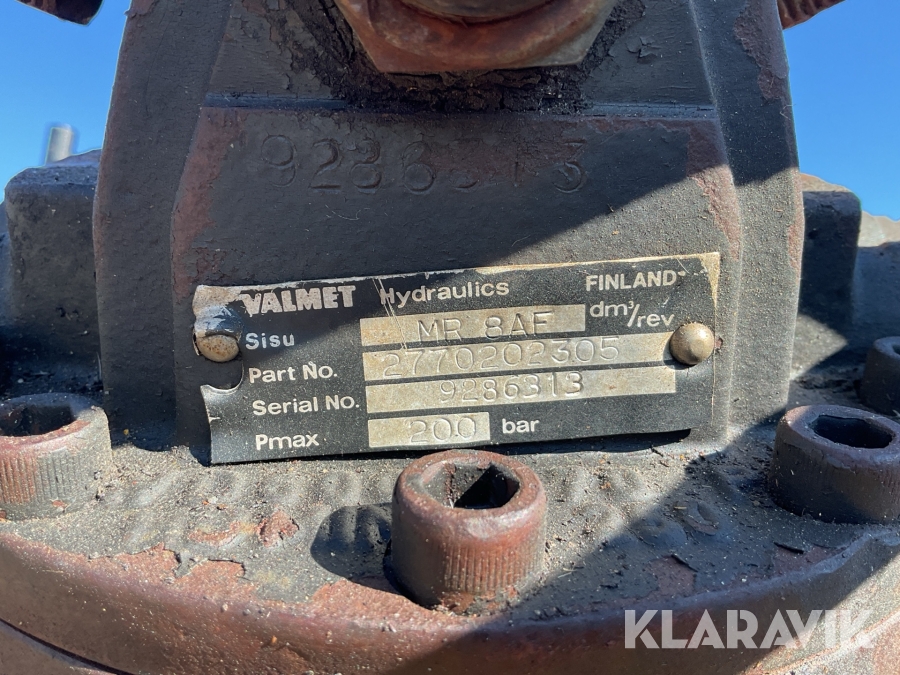 9286313
VALMET Hydraulics FINLAND
Sisu MR 8AF dm³/rev
Part No. 2770202305
Serial No. 9286313
Pmax 200 bar
KLARAVIK